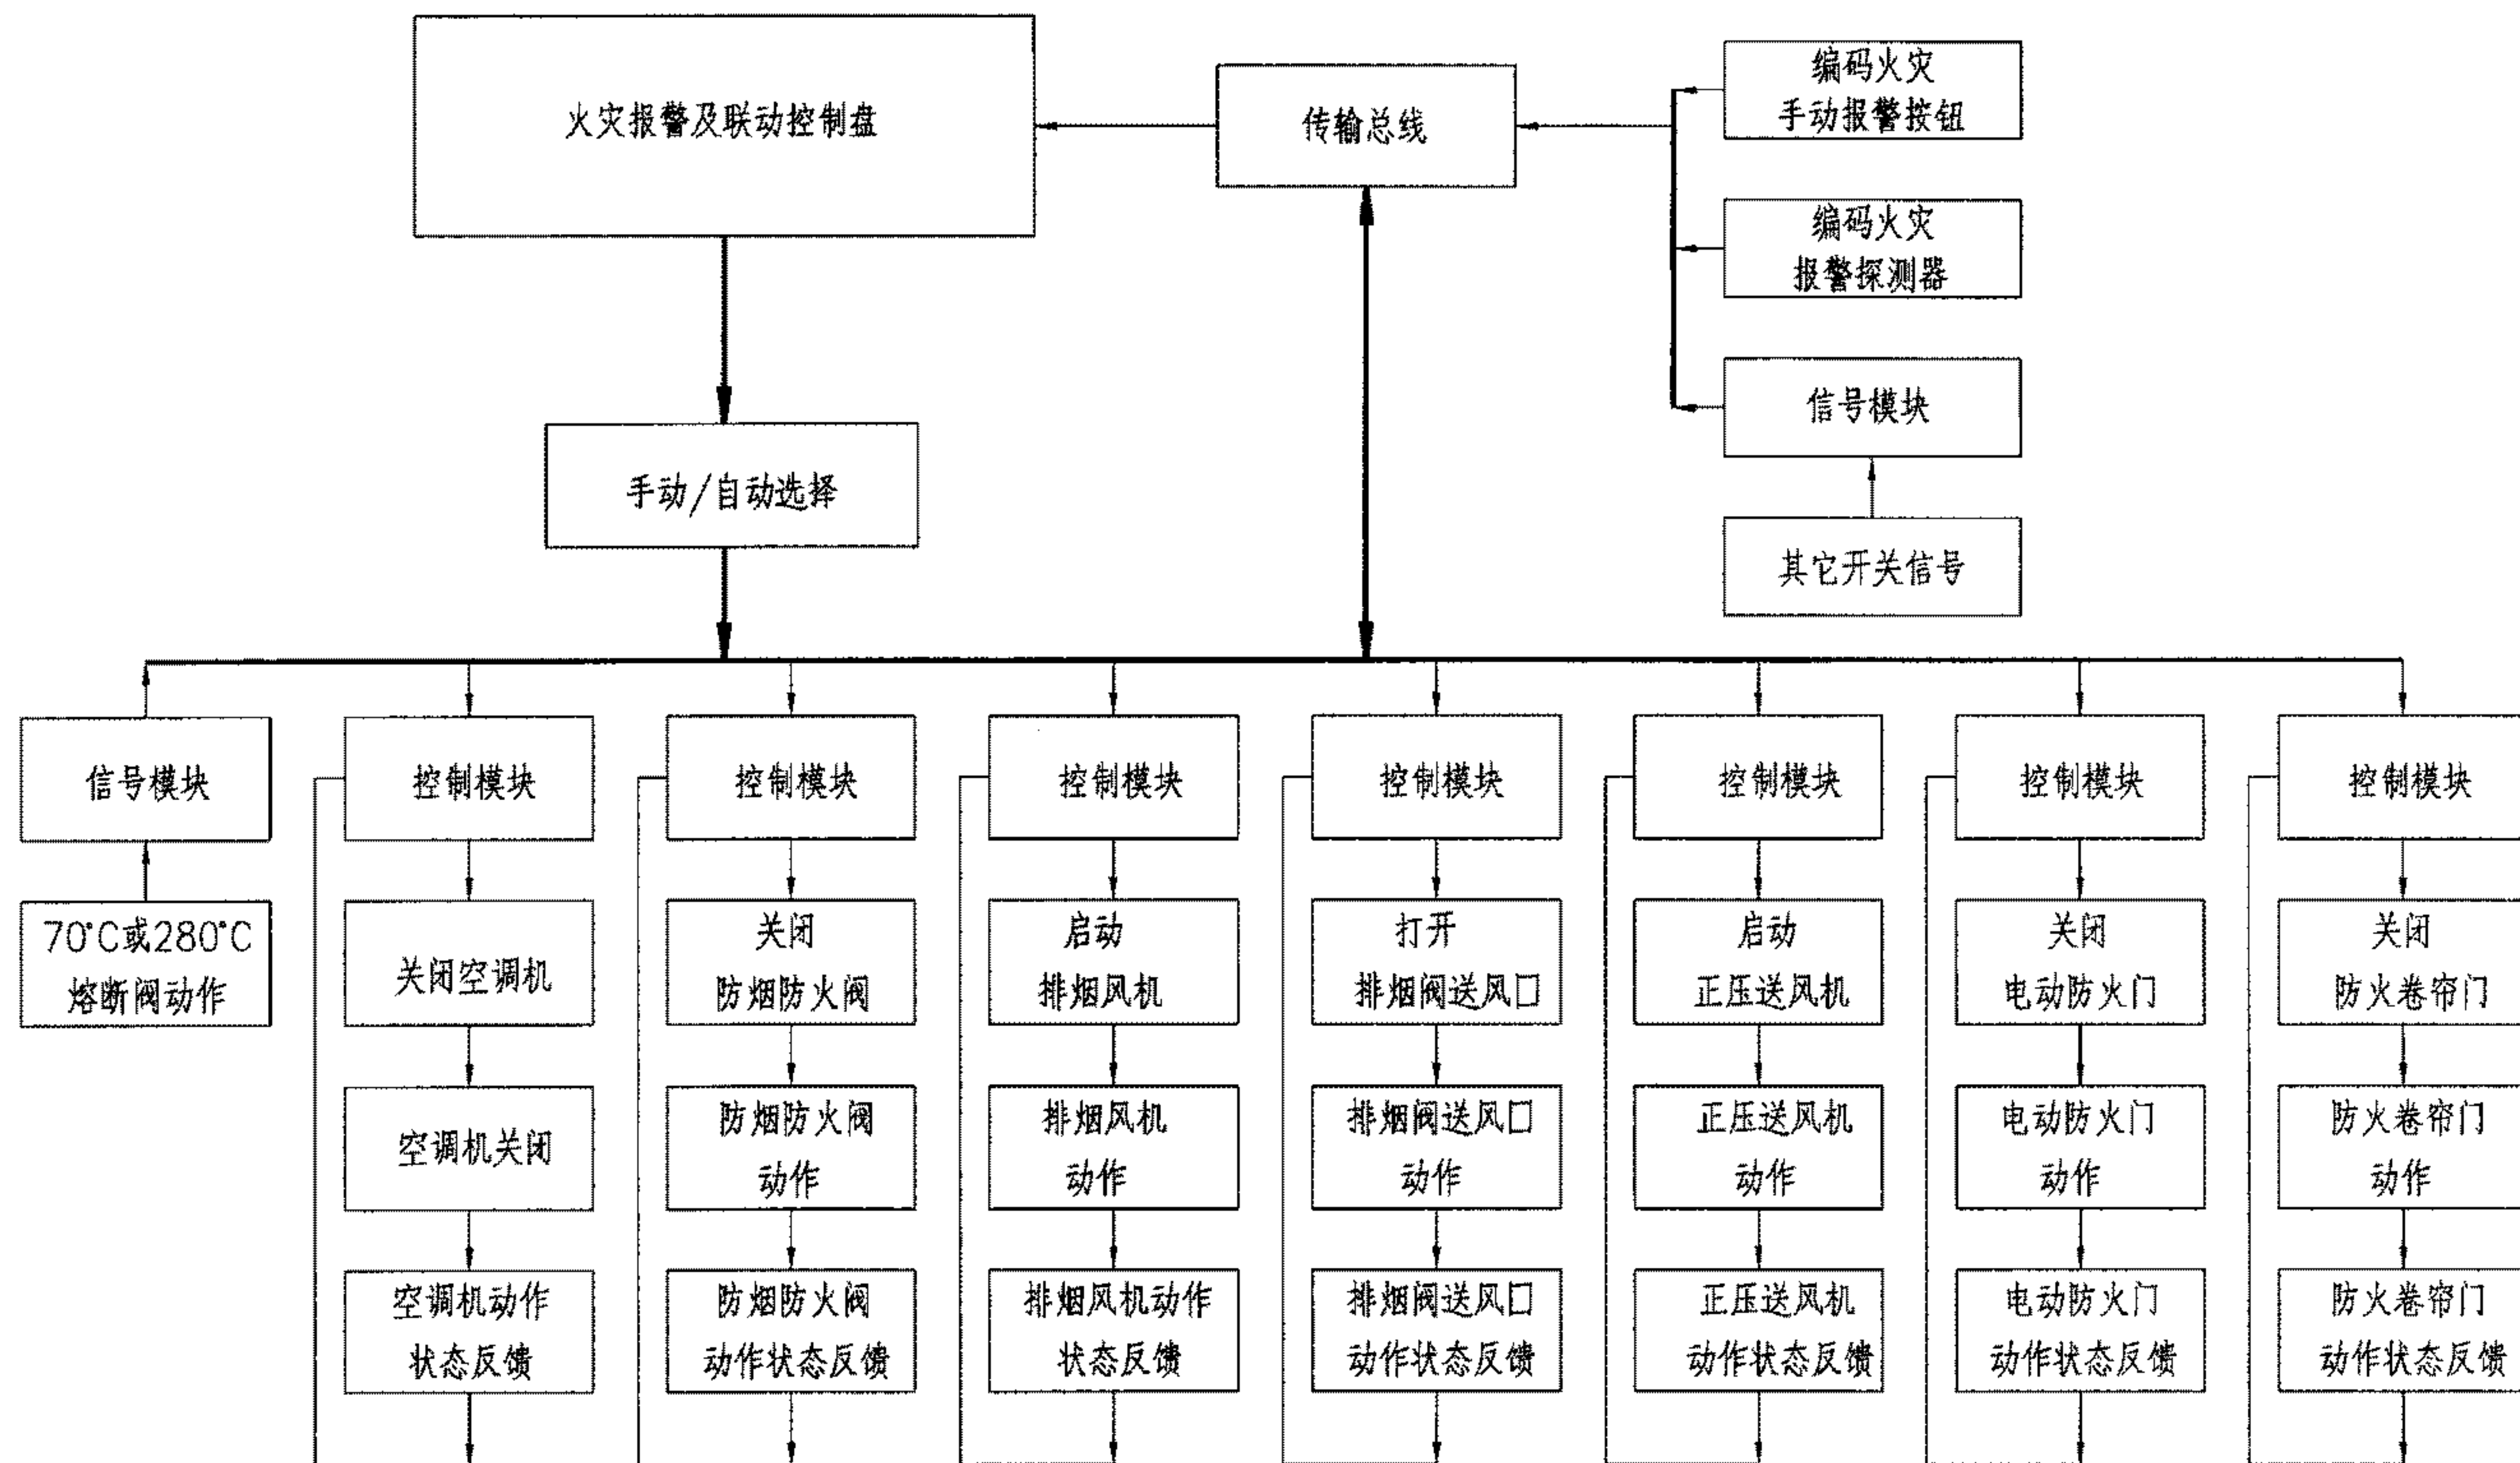 火灾报警及联动控制盘
传输总线
编码火灾
手动报警按钮
编码火灾
报警探测器
信号模块
其它开关信号
手动/自动选择
信号模块
控制模块
控制模块
控制模块
控制模块
控制模块
控制模块
控制模块
70°C或280°C
熔断阀动作
关闭空调机
关闭
防烟防火阀
启动
排烟风机
打开
排烟阀送风口
启动
正压送风机
关闭
电动防火门
关闭
防火卷帘门
空调机关闭
防烟防火阀
动作
排烟风机
动作
排烟阀送风口
动作
正压送风机
动作
电动防火门
动作
防火卷帘门
动作
空调机动作
状态反馈
防烟防火阀
动作状态反馈
排烟风机动作
状态反馈
排烟阀送风口
动作状态反馈
正压送风机
动作状态反馈
电动防火门
动作状态反馈
防火卷帘门
动作状态反馈